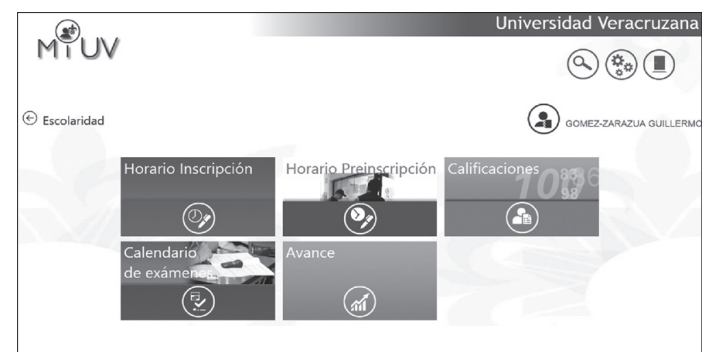 Universidad Veracruzana
MiUV
Escolaridad
GOMEZ-ZARAZUA GUILLERMO
Horario Inscripción
Horario Preinscripción
Calificaciones
Calendario
de exámenes
Avance